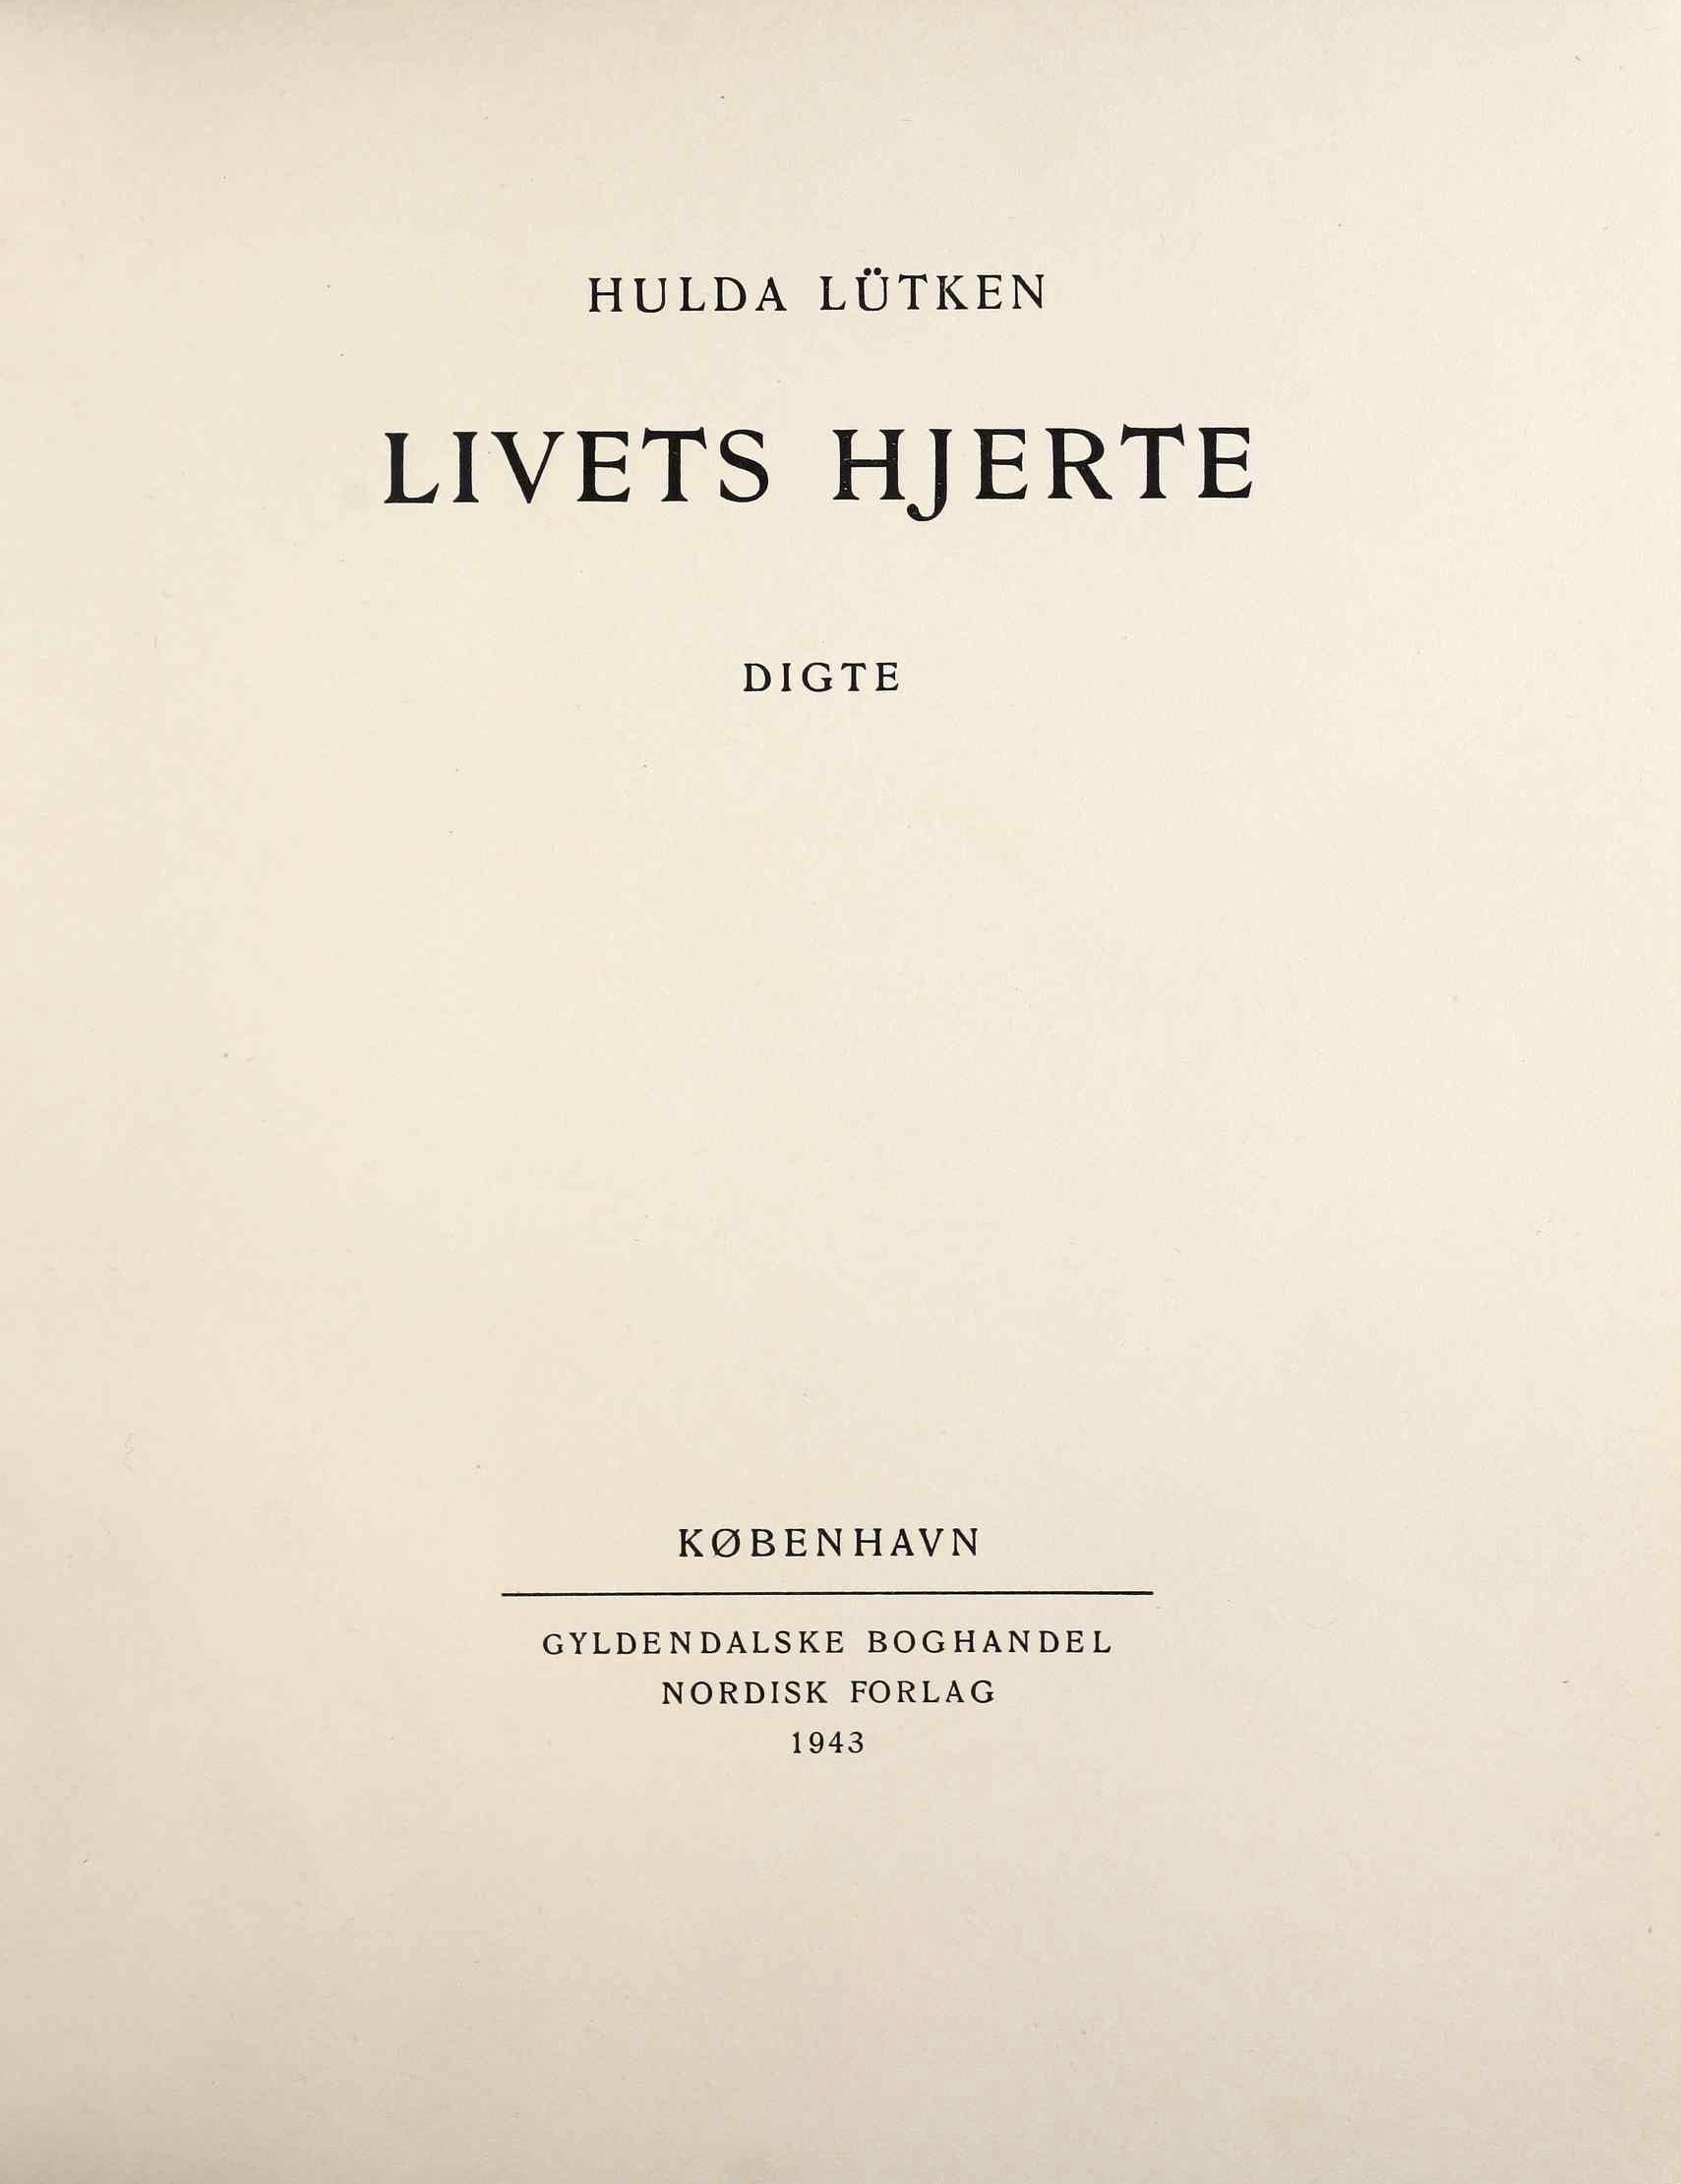 HULDA LÜTKEN
LIVETS HJERTE
DIGTE
KØBENHAVN
GYLDENDALSKE BOGHANDEL
NORDISK FORLAG
1943